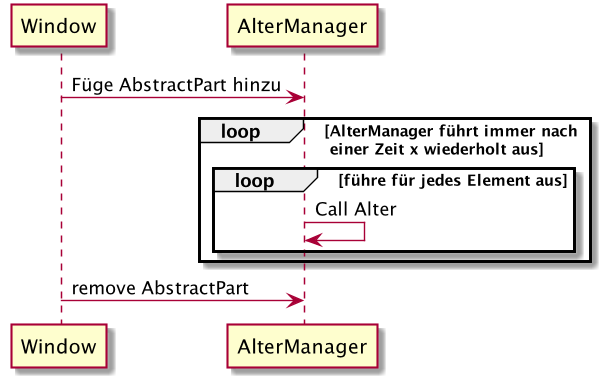 Window
AlterManager
Füge AbstractPart hinzu
loop
[AlterManager führt immer nach
einer Zeit x wiederholt aus]
loop
[führe für jedes Element aus]
Call Alter
remove AbstractPart
Window
AlterManager